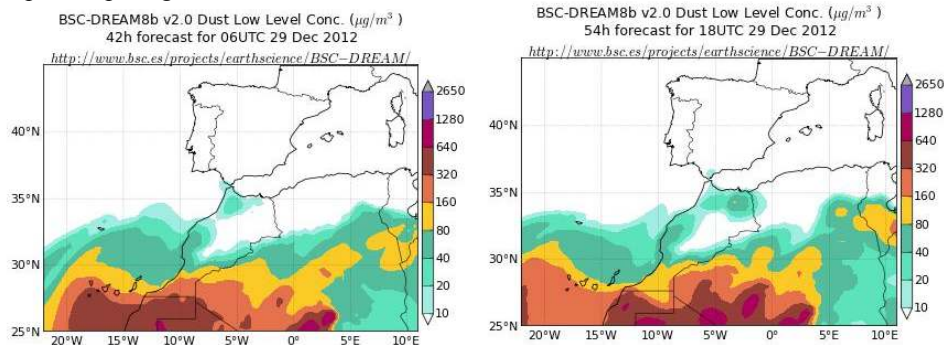 BSC-DREAM8b v2.0 Dust Low Level Conc. (μg/m³)
42h forecast for 06UTC 29 Dec 2012
http://www.bsc.es/projects/earthscience/BSC-DREAM/
40°N
35°N
30°N
25°N
20°W 15°W 10°W 5°W 0°E 5°E 10°E
2650
1280
640
320
160
80
40
20
10
BSC-DREAM8b v2.0 Dust Low Level Conc. (μg/m³)
54h forecast for 18UTC 29 Dec 2012
http://www.bsc.es/projects/earthscience/BSC-DREAM/
40°N
35°N
30°N
25°N
20°W 15°W 10°W 5°W 0°E 5°E 10°E
2650
1280
640
320
160
80
40
20
10